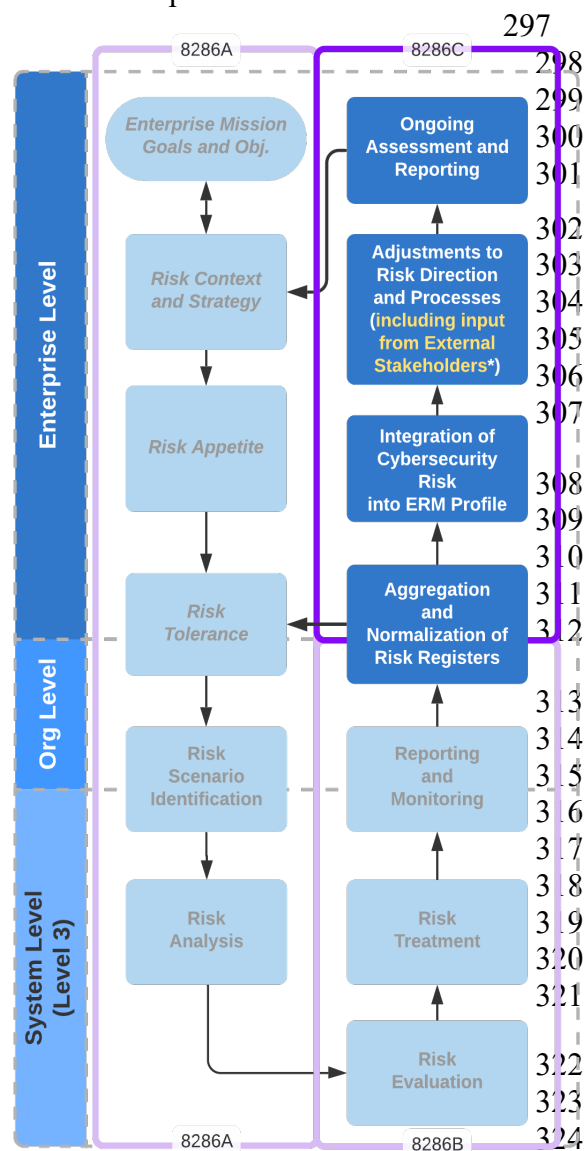 297
8286A
8286C
298
Enterprise Level
Enterprise Mission
Goals and Obj.
Risk Context
and Strategy
Risk Appetite
Risk
Tolerance
Org Level
Risk
Scenario
Identification
System Level
(Level 3)
Risk
Analysis
Ongoing
Assessment and
Reporting
Adjustments to
Risk Direction
and Processes
(including input
from External
Stakeholders*)
Integration of
Cybersecurity
Risk
into ERM Profile
Aggregation
and
Normalization of
Risk Registers
Reporting
and
Monitoring
Risk
Treatment
Risk
Evaluation
299
300
301
302
303
304
305
306
307
308
309
310
311
312
313
314
315
316
317
318
319
320
321
322
323
324
8286A
8286B